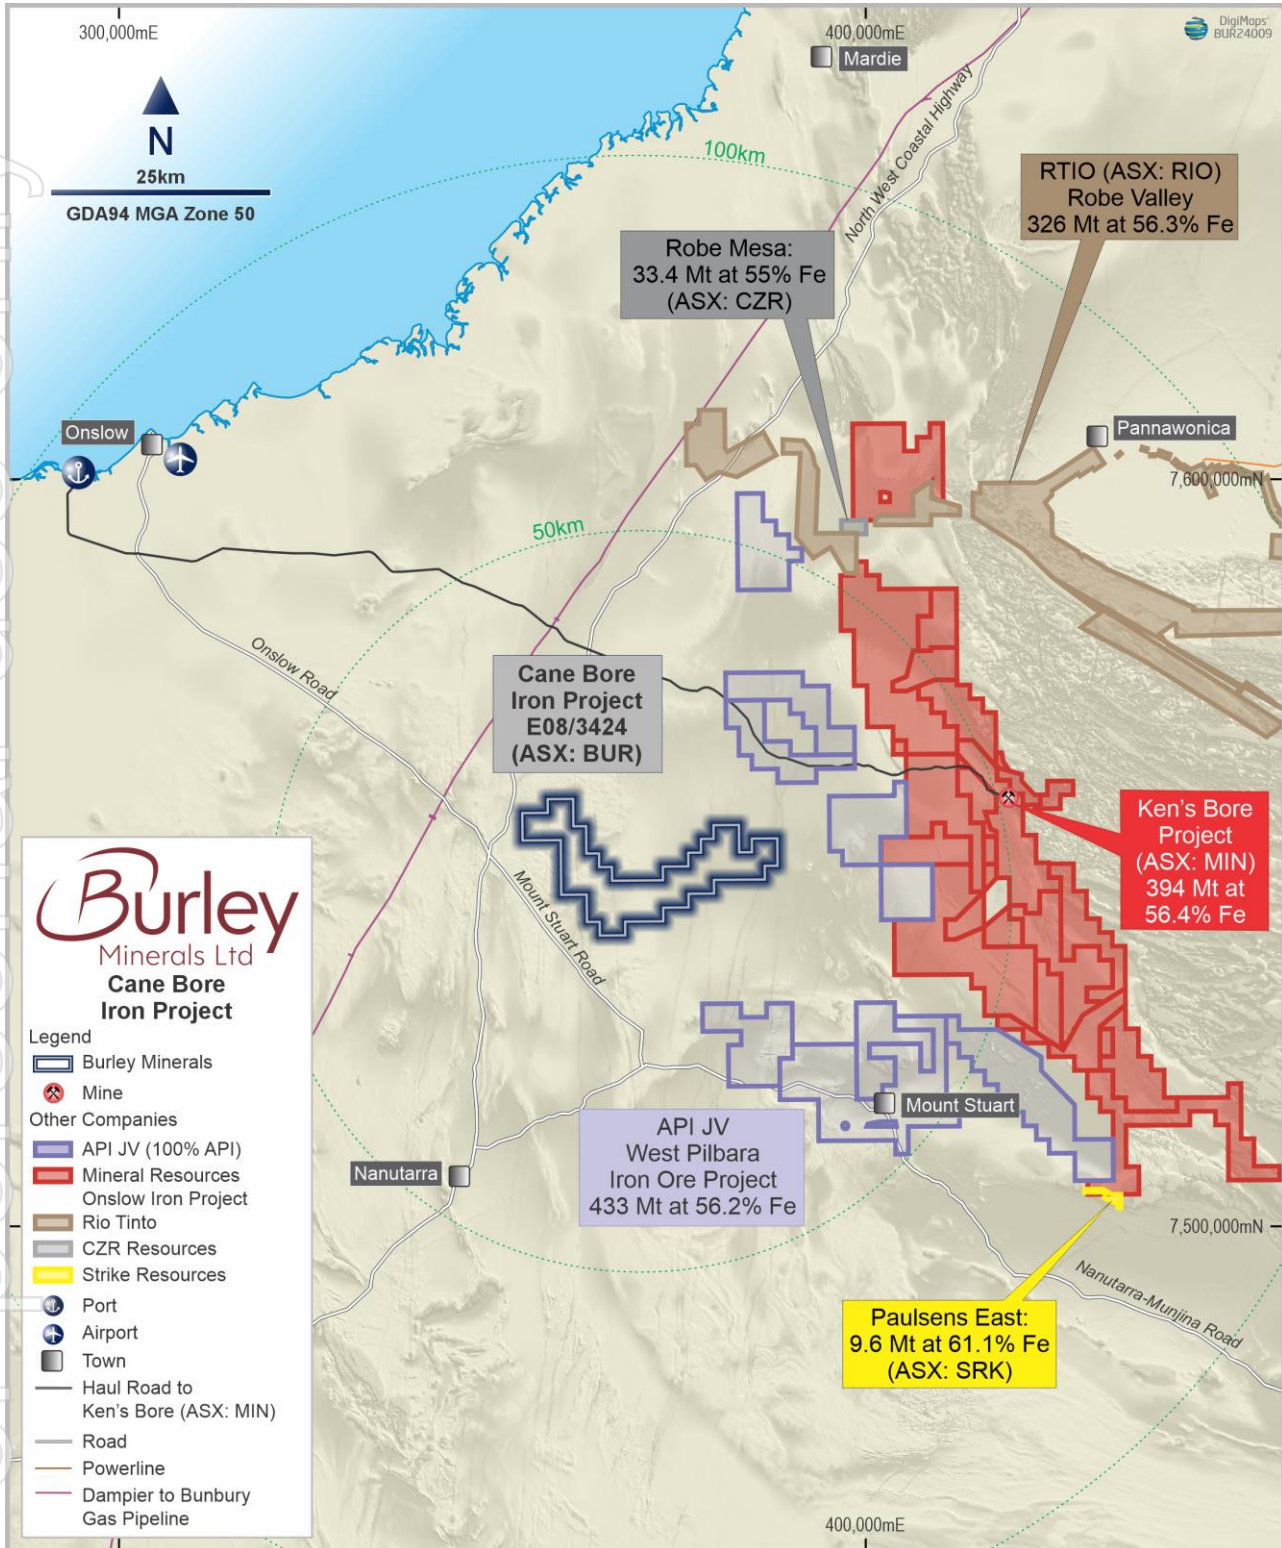 300,000mE
400,000mE
DigiMaps
BUR24009
Mardie
N
25km
GDA94 MGA Zone 50
100km
North West Coastal Highway
RTIO (ASX: RIO)
Robe Valley
326 Mt at 56.3% Fe
Robe Mesa:
33.4 Mt at 55% Fe
(ASX: CZR)
Onslow
Pannawonica
7,600,000mN
50km
Onslow Road
Cane Bore
Iron Project
E08/3424
(ASX: BUR)
Ken's Bore
Project
(ASX: MIN)
394 Mt at
56.4% Fe
Mount Stuart Road
Burley
Minerals Ltd
Cane Bore
Iron Project
Legend
Burley Minerals
Mine
Other Companies
API JV (100% API)
Mineral Resources
Onslow Iron Project
Rio Tinto
CZR Resources
Strike Resources
Port
Airport
Town
Haul Road to
Ken's Bore (ASX: MIN)
Road
Powerline
Dampier to Bunbury
Gas Pipeline
Mount Stuart
API JV
West Pilbara
Iron Ore Project
433 Mt at 56.2% Fe
Nanutarra
7,500,000mN
Nanutarra-Munjina Road
Paulsens East:
9.6 Mt at 61.1% Fe
(ASX: SRK)
400,000mE